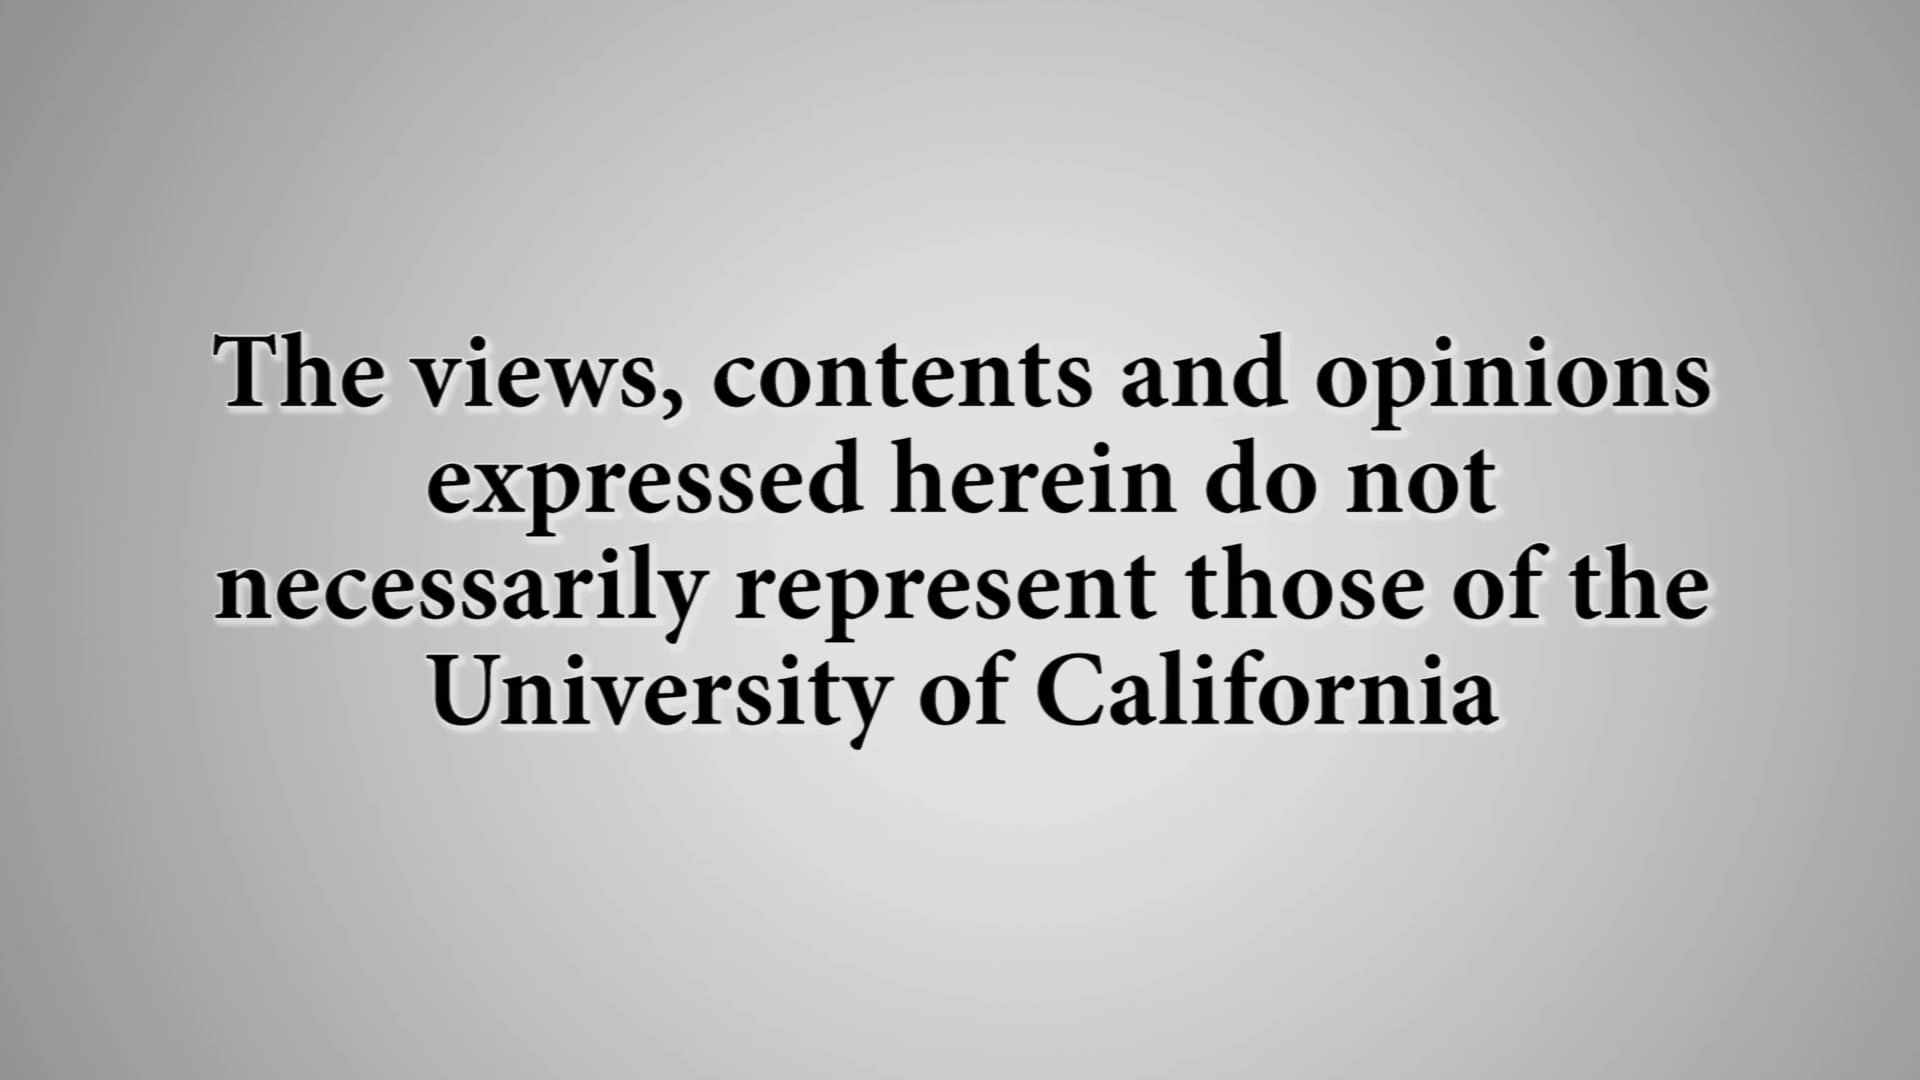 The views, contents and opinions
expressed herein do not
necessarily represent those of the
University of California